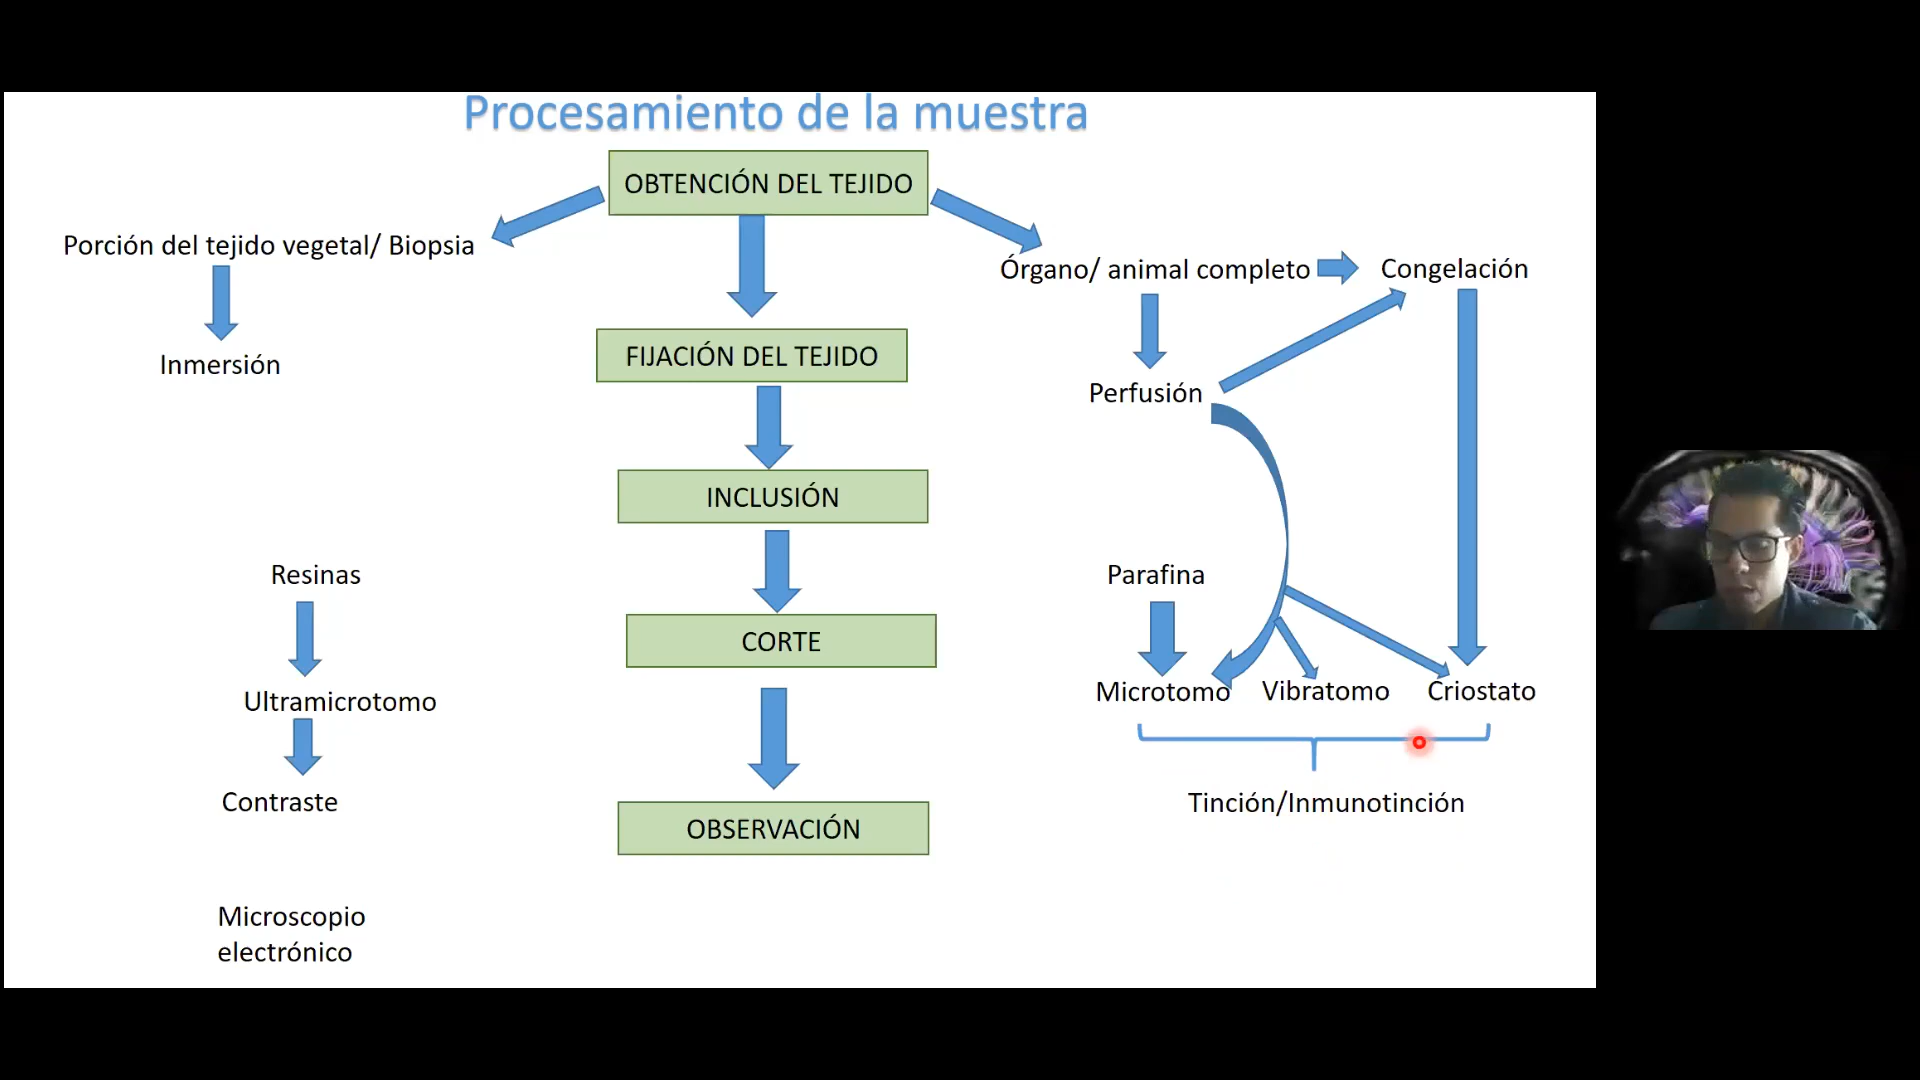 Procesamiento de la muestra
OBTENCIÓN DEL TEJIDO
Porción del tejido vegetal/ Biopsia
Órgano/ animal completo
Congelación
FIJACIÓN DEL TEJIDO
Inmersión
Perfusión
INCLUSIÓN
Resinas
Parafina
CORTE
Ultramicrotomo
Microtomo
Vibratomo
Criostato
Contraste
Tinción/Inmunotinción
OBSERVACIÓN
Microscopio
electrónico